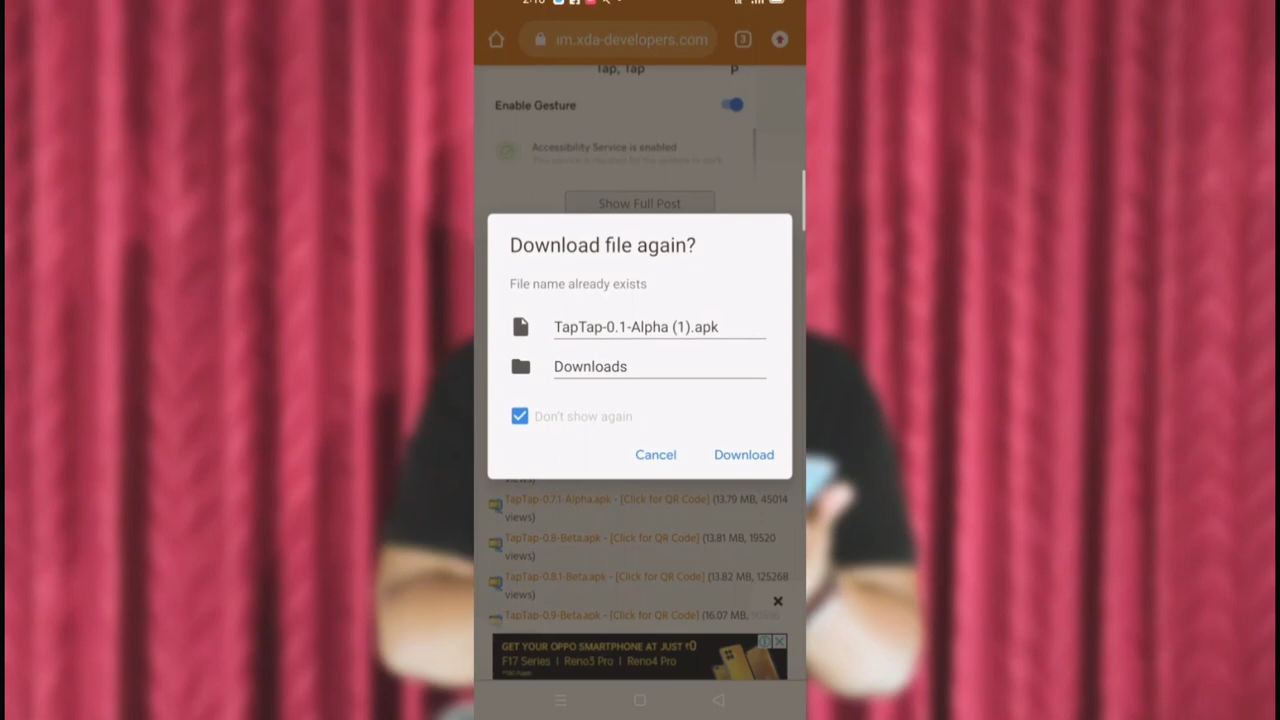 im.xda-developers.com
3
Tap, Tap
Enable Gesture
Accessibility Service is enabled
Show Full Post
Download file again?
File name already exists
TapTap-0.1-Alpha (1).apk
Downloads
Don't show again
Cancel
Download
views)
TapTap-0.7.1-Alpha.apk - [Click for QR Code] (13.79 MB, 45014
views)
TapTap-0.8-Beta.apk - [Click for QR Code] (13.81 MB, 19520
views)
TapTap-0.8.1-Beta.apk - [Click for QR Code] (13.82 MB, 125268
views)
TapTap-0.9-Beta.apk - [Click for QR Code] (16.07 MB,
GET YOUR OPPO SMARTPHONE AT JUST ₹0
F17 Series | Reno3 Pro | Reno4 Pro